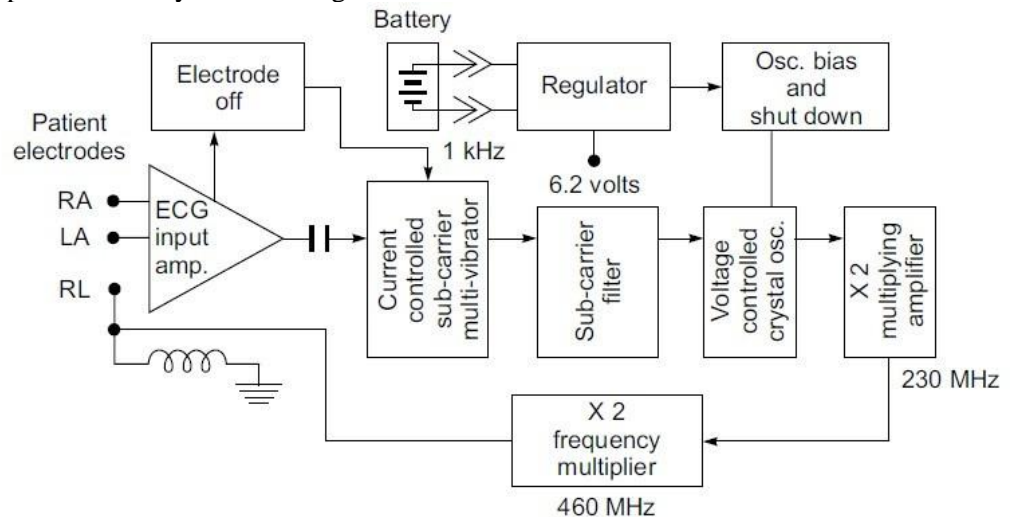 Battery
Electrode
off
Regulator
Osc. bias
and
shut down
Patient
electrodes
1 kHz
6.2 volts
RA
LA
RL
ECG
input
amp.
Current
controlled
sub-carrier
multi-vibrator
Sub-carrier
filter
Voltage
controlled
crystal osc.
X 2
multiplying
amplifier
230 MHz
X 2
frequency
multiplier
460 MHz